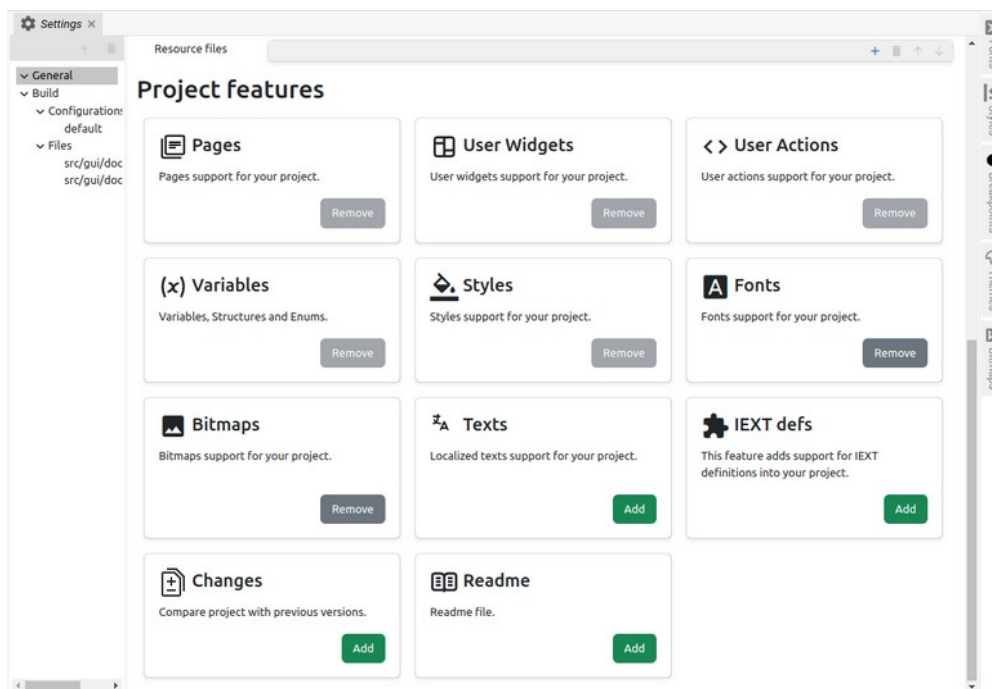 Settings ×
Resource files
General
Build
Configurations
default
Files
src/gui/doc
src/gui/doc
Project features
Pages
Pages support for your project.
Remove
User Widgets
User widgets support for your project.
Remove
User Actions
User actions support for your project.
Remove
(x) Variables
Variables, Structures and Enums.
Remove
Styles
Styles support for your project.
Remove
Fonts
Fonts support for your project.
Remove
Bitmaps
Bitmaps support for your project.
Remove
Texts
Localized texts support for your project.
Add
IEXT defs
This feature adds support for IEXT
definitions into your project.
Add
Changes
Compare project with previous versions.
Add
Readme
Readme file.
Add